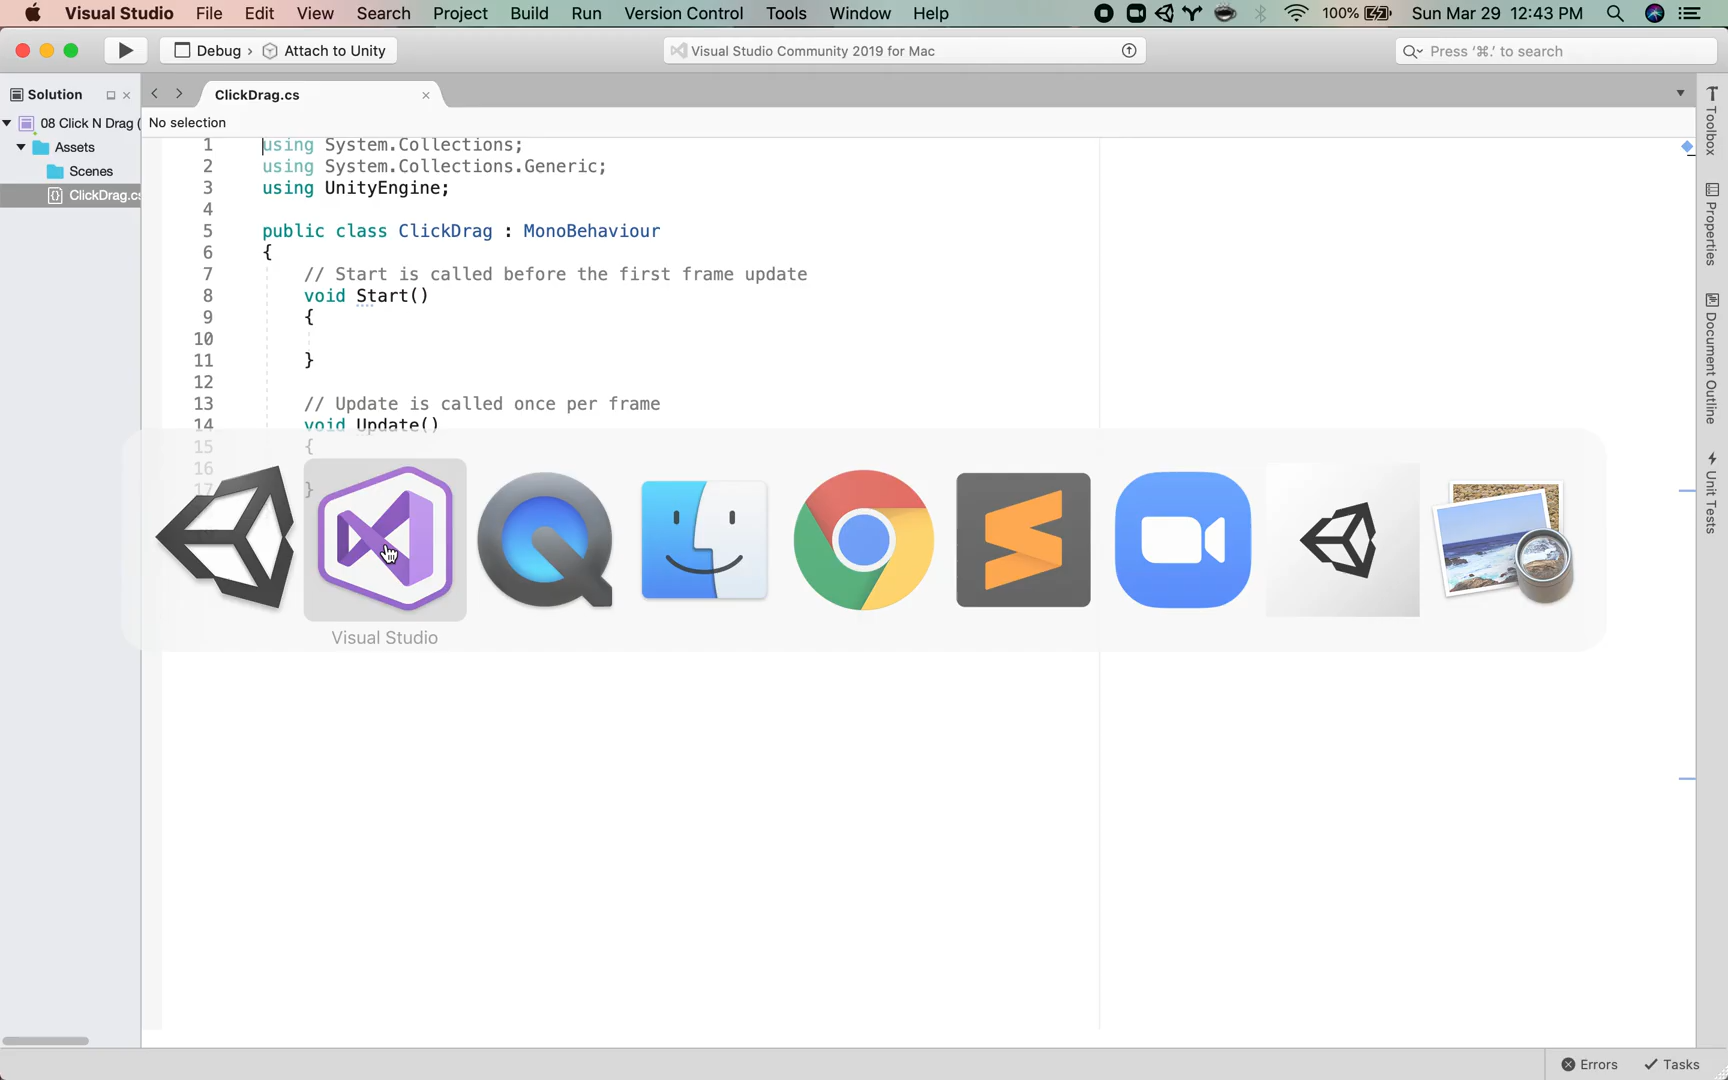 Visual Studio File Edit View Search Project Build Run Version Control Tools Window Help 100% Sun Mar 29 12:43 PM
Debug › Attach to Unity Visual Studio Community 2019 for Mac Press ‘⌘.’ to search
Solution ClickDrag.cs
08 Click N Drag (
No selection
Assets
Scenes
ClickDrag.cs
1 using System.Collections;
2 using System.Collections.Generic;
3 using UnityEngine;
4
5 public class ClickDrag : MonoBehaviour
6 {
7 // Start is called before the first frame update
8 void Start()
9 {
10
11 }
12
13 // Update is called once per frame
14 void Update()
15 {
16
17 }
Visual Studio
Toolbox
Properties
Document Outline
Unit Tests
Errors Tasks